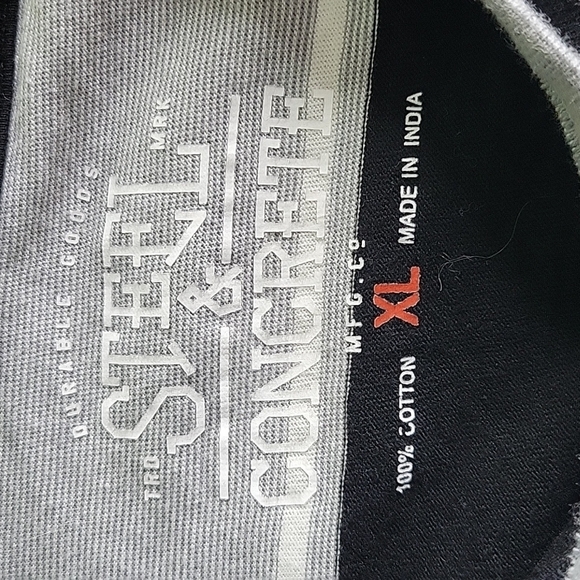 DURABLE GOODS
TRD STEEL MRK
&
CONCRETE
MFG.CO
100% COTTON XL MADE IN INDIA